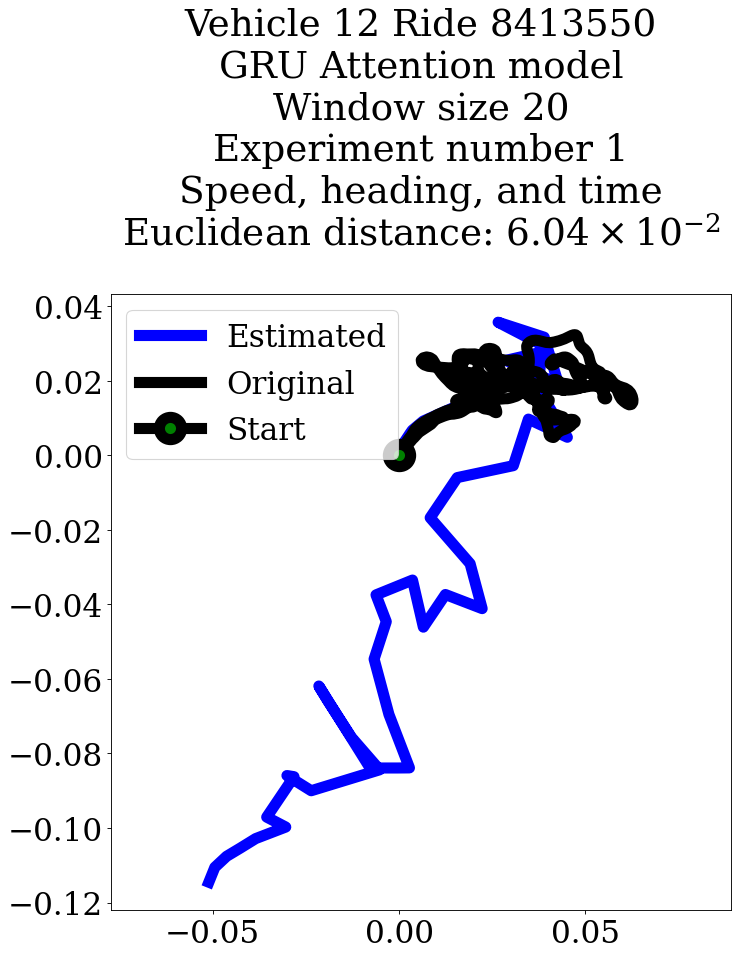 Vehicle 12 Ride 8413550
GRU Attention model
Window size 20
Experiment number 1
Speed, heading, and time
Euclidean distance: 6.04 × 10⁻²
Estimated
Original
Start
0.04
0.02
0.00
−0.02
−0.04
−0.06
−0.08
−0.10
−0.12
−0.05
0.00
0.05